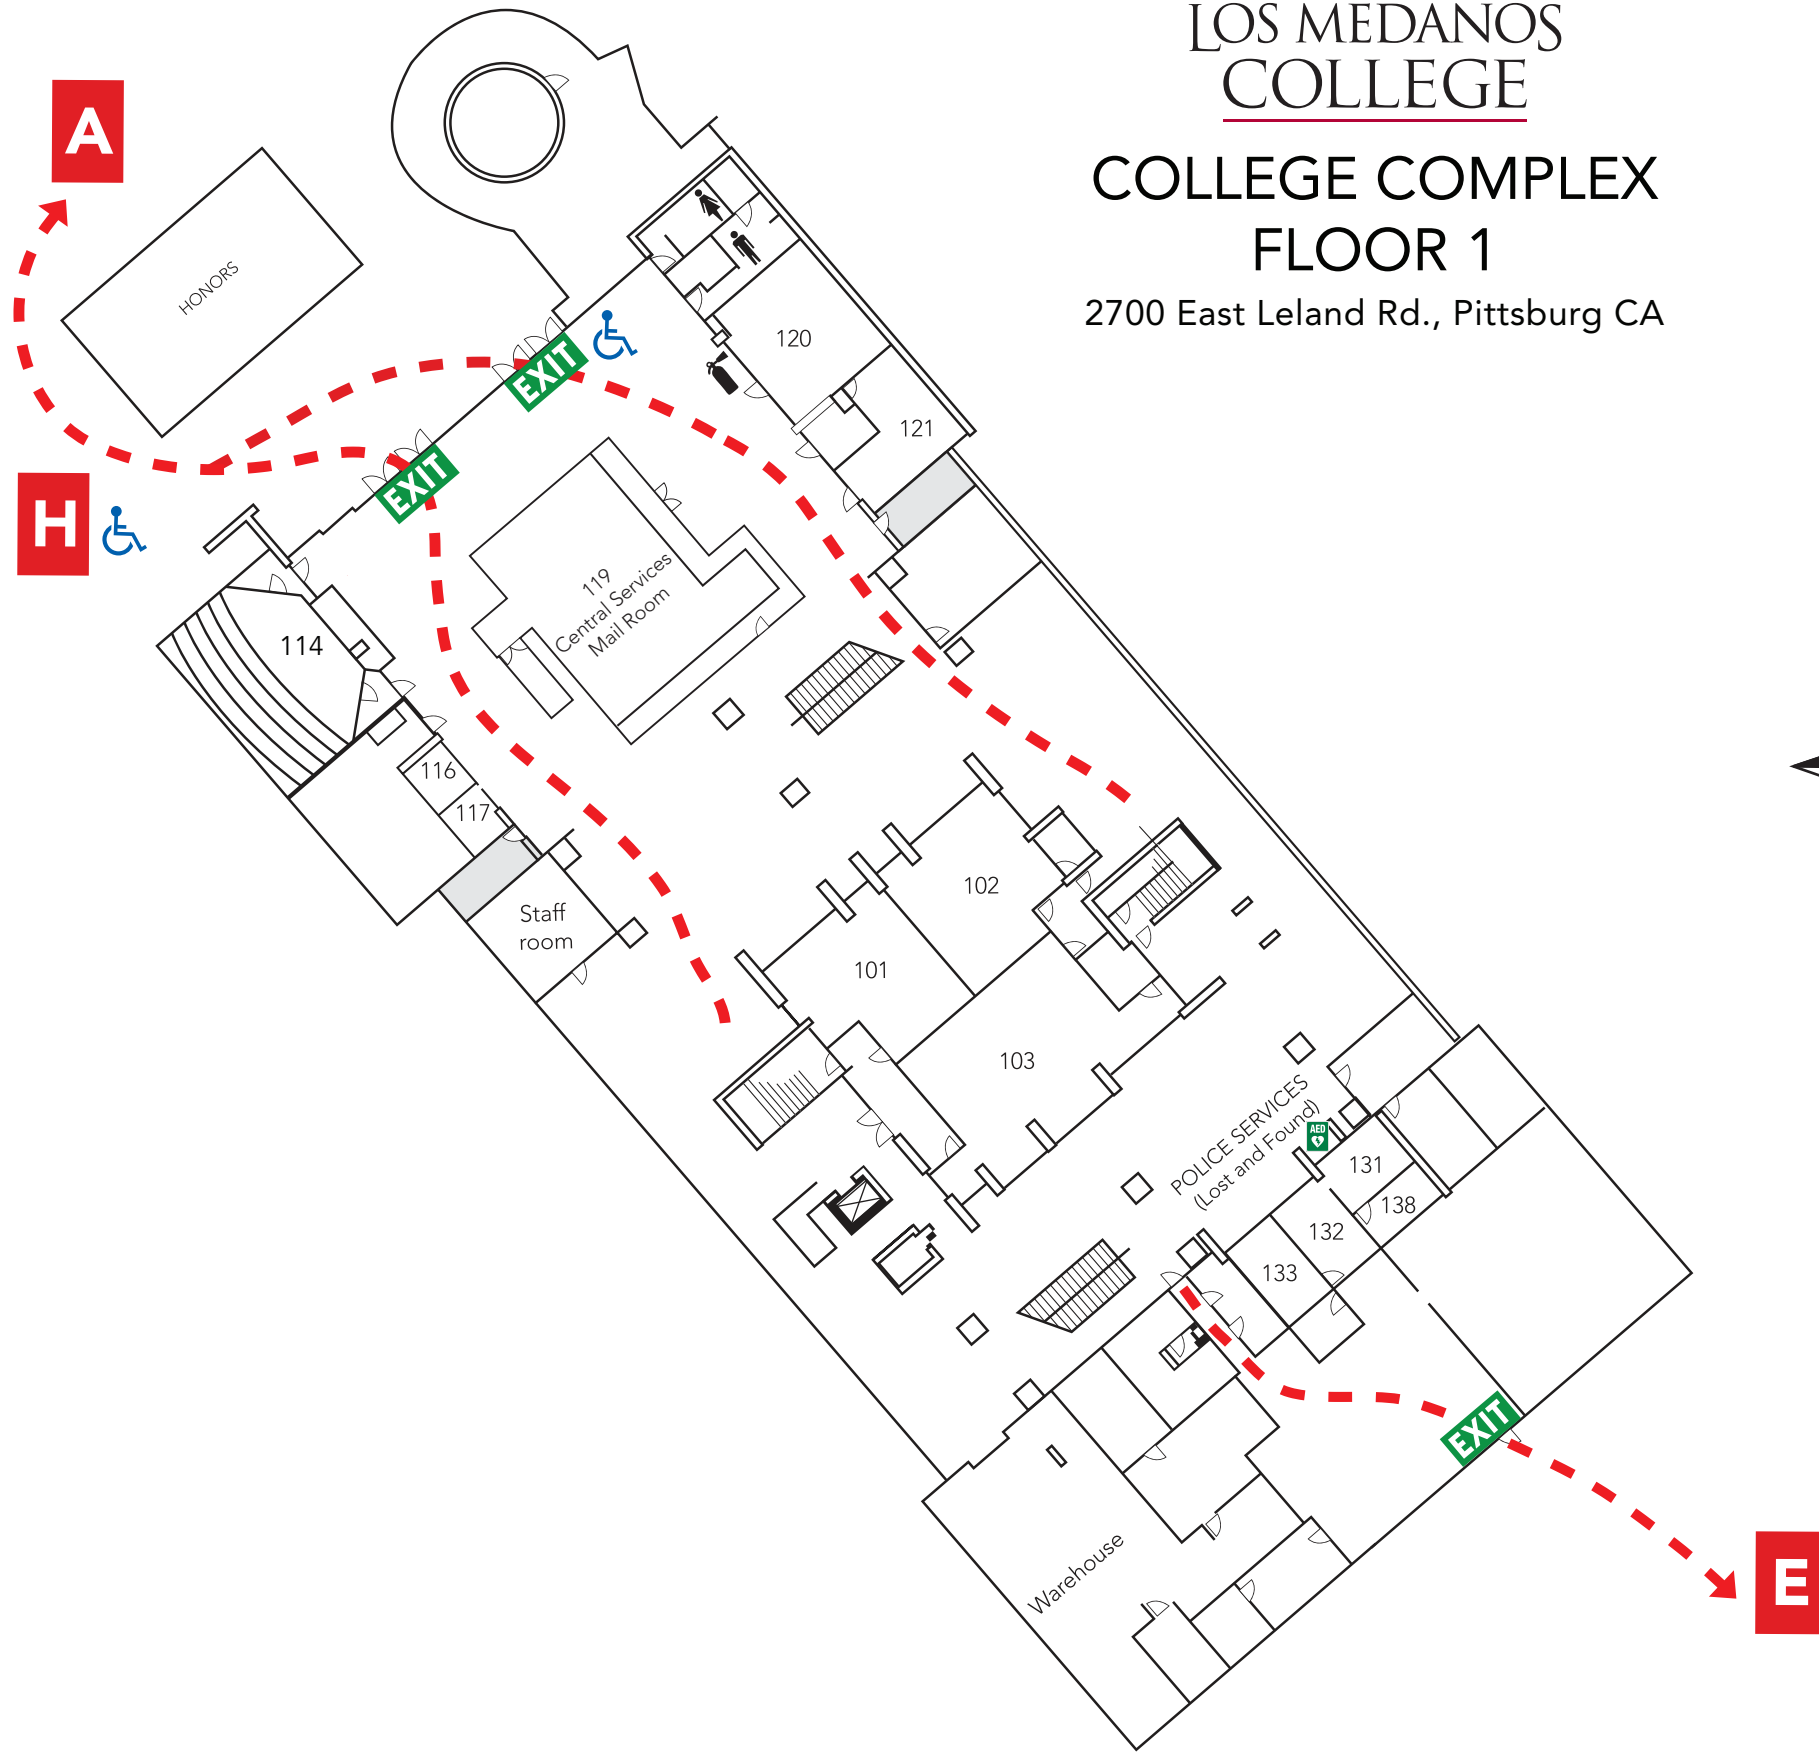 LOS MEDANOS
COLLEGE
COLLEGE COMPLEX
FLOOR 1
2700 East Leland Rd., Pittsburg CA
A
HONORS
EXIT
120
121
EXIT
H
119
Central Services
Mail Room
114
116
117
Staff
room
102
101
103
POLICE SERVICES
(Lost and Found)
AED
131
138
132
133
EXIT
Warehouse
E